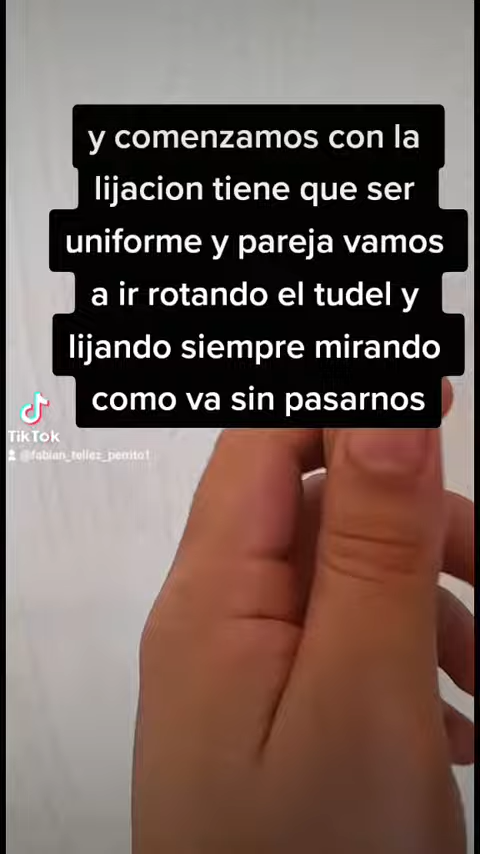 y comenzamos con la
lijacion tiene que ser
uniforme y pareja vamos
a ir rotando el tudel y
lijando siempre mirando
como va sin pasarnos
TikTok
@fabian_tellez_perrito1